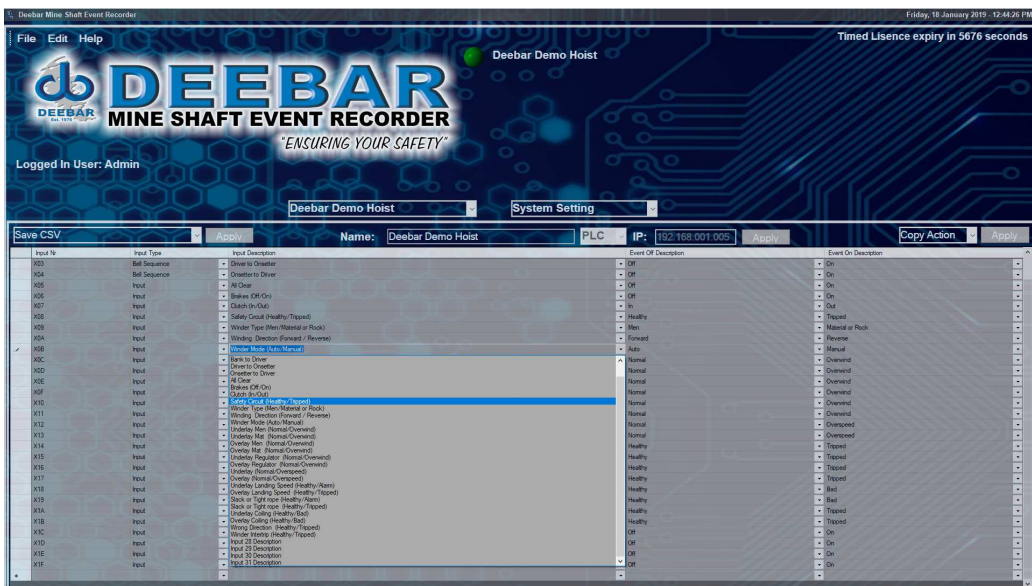 Deebar Mine Shaft Event Recorder
Friday, 18 January 2019 - 12:44:26 PM
File Edit Help
Timed Lisence expiry in 5676 seconds
Deebar Demo Hoist
db DEEBAR
DEEBAR
Est. 1975
MINE SHAFT EVENT RECORDER
"ENSURING YOUR SAFETY"
Logged In User: Admin
Deebar Demo Hoist System Setting
Save CSV Apply Name: Deebar Demo Hoist PLC IP: 192.168.001.005 Apply Copy Action Apply
Input Nr Input Type Input Description Event Off Description Event On Description
X03 Bell Sequence Driver to Onsetter Off On
X04 Bell Sequence Onsetter to Driver Off On
X05 Input All Clear Off On
X06 Input Brakes (Off/On) Off On
X07 Input Clutch (In/Out) In Out
X08 Input Safety Circuit (Healthy/Tripped) Healthy Tripped
X09 Input Winder Type (Men/Material or Rock) Men Material or Rock
X0A Input Winding Direction (Forward / Reverse) Forward Reverse
X0B Input Winder Mode (Auto/Manual) Auto Manual
X0C Input Normal Overwind
X0D Input Normal Overwind
X0E Input Normal Overwind
X0F Input Normal Overwind
X10 Input Normal Overwind
X11 Input Normal Overwind
X12 Input Normal Overspeed
X13 Input Normal Overspeed
X14 Input Healthy Tripped
X15 Input Healthy Tripped
X16 Input Healthy Tripped
X17 Input Healthy Tripped
X18 Input Healthy Bad
X19 Input Healthy Bad
X1A Input Healthy Tripped
X1B Input Healthy Tripped
X1C Input Off On
X1D Input Off On
X1E Input Off On
X1F Input Off On
Bank to Driver
Driver to Onsetter
Onsetter to Driver
All Clear
Brakes (Off/On)
Clutch (In/Out)
Safety Circuit (Healthy/Tripped)
Winder Type (Men/Material or Rock)
Winding Direction (Forward / Reverse)
Winder Mode (Auto/Manual)
Underlay Men (Normal/Overwind)
Underlay Mat (Normal/Overwind)
Overlay Men (Normal/Overwind)
Overlay Mat (Normal/Overwind)
Underlay Regulator (Normal/Overwind)
Overlay Regulator (Normal/Overwind)
Underlay (Normal/Overspeed)
Overlay (Normal/Overspeed)
Underlay Landing Speed (Healthy/Alarm)
Overlay Landing Speed (Healthy/Tripped)
Slack or Tight rope (Healthy/Alarm)
Slack or Tight rope (Healthy/Tripped)
Underlay Coiling (Healthy/Bad)
Overlay Coiling (Healthy/Bad)
Wrong Direction (Healthy/Tripped)
Winder Intertrip (Healthy/Tripped)
Input 28 Description
Input 29 Description
Input 30 Description
Input 31 Description